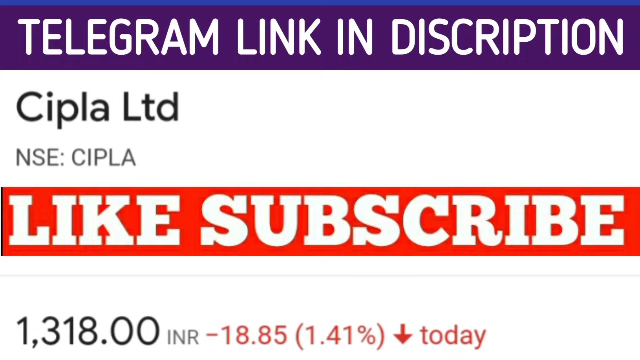 TELEGRAM LINK IN DISCRIPTION
Cipla Ltd
NSE: CIPLA
LIKE SUBSCRIBE
1,318.00 INR −18.85 (1.41%) ↓ today